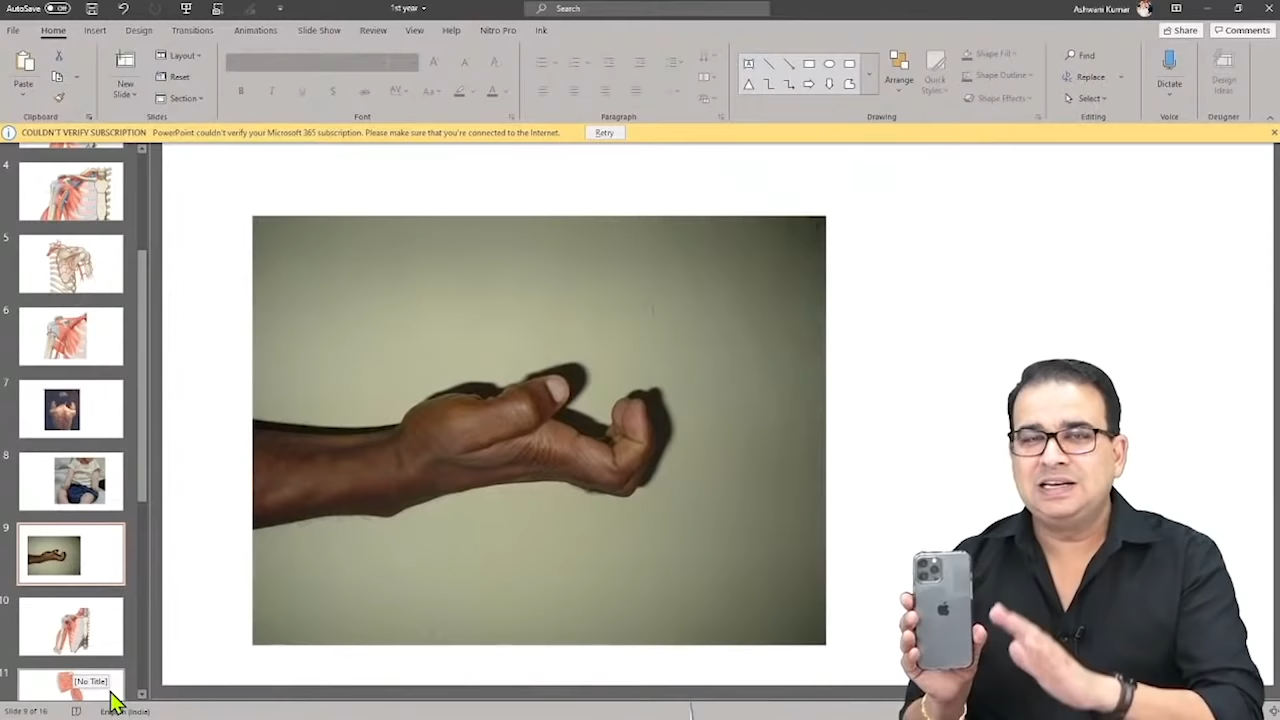 AutoSave Off 1st year Search Ashwani Kumar
File Home Insert Design Transitions Animations Slide Show Review View Help Nitro Pro Ink Share Comments
Paste New Slide Layout Reset Section Arrange Quick Styles Shape Fill Shape Outline Shape Effects Find Replace Select Dictate Design Ideas
Clipboard Slides Font Paragraph Drawing Editing Voice Designer
COULDN'T VERIFY SUBSCRIPTION PowerPoint couldn't verify your Microsoft 365 subscription. Please make sure that you're connected to the Internet. Retry
4
5
6
7
8
9
10
11
[No Title]
Slide 9 of 16 English (India)